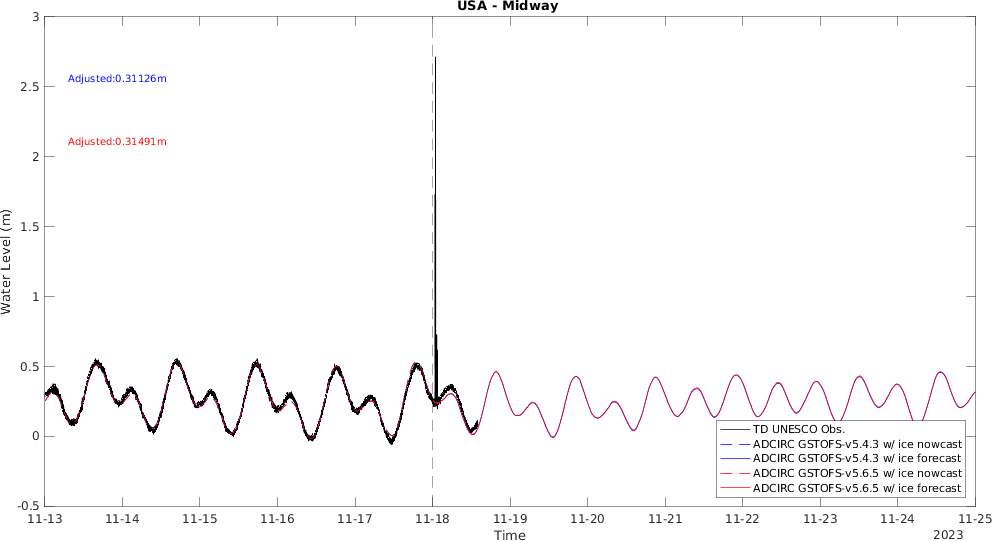 USA - Midway
3
2.5
2
1.5
1
0.5
0
-0.5
Water Level (m)
Adjusted:0.31126m
Adjusted:0.31491m
TD UNESCO Obs.
ADCIRC GSTOFS-v5.4.3 w/ ice nowcast
ADCIRC GSTOFS-v5.4.3 w/ ice forecast
ADCIRC GSTOFS-v5.6.5 w/ ice nowcast
ADCIRC GSTOFS-v5.6.5 w/ ice forecast
11-13 11-14 11-15 11-16 11-17 11-18 11-19 11-20 11-21 11-22 11-23 11-24 11-25
Time
2023